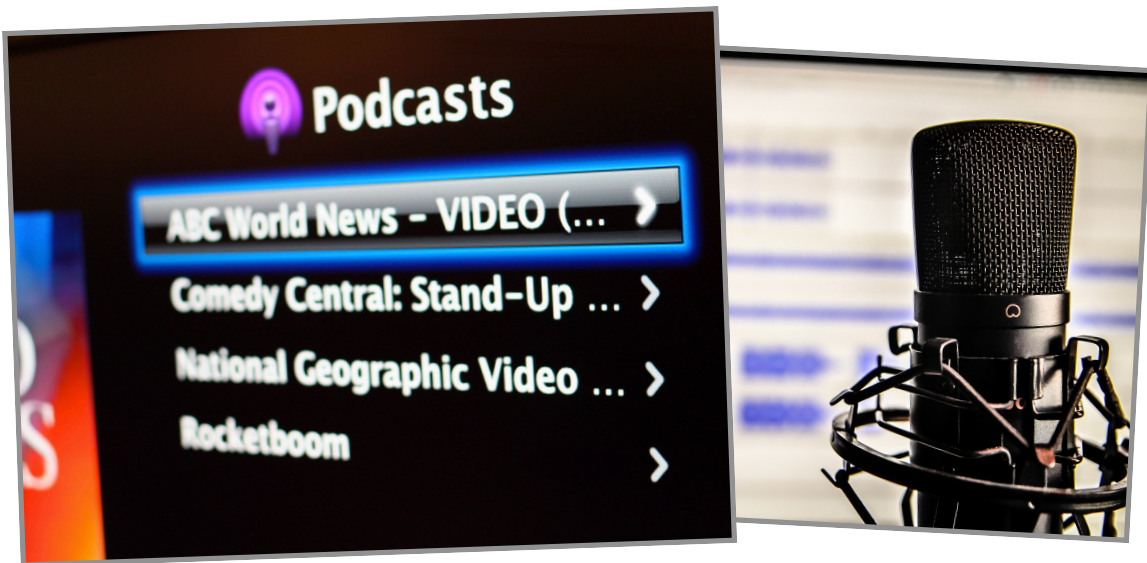 Podcasts
ABC World News – VIDEO (...
Comedy Central: Stand-Up ...
National Geographic Video ...
Rocketboom
S